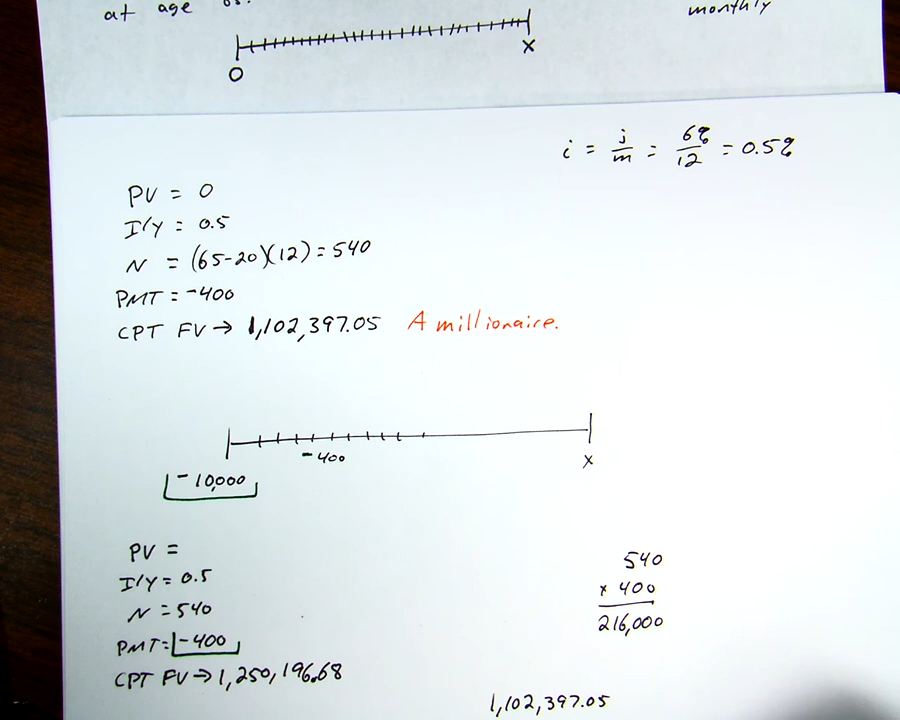 at age
monthly
0
x
i = j/m = 6%/12 = 0.5%
PV = 0
I/Y = 0.5
N = (65-20)(12) = 540
PMT = -400
CPT FV → 1,102,397.05 A millionaire.
-400
x
-10,000
PV =
I/Y = 0.5
N = 540
PMT = -400
CPT FV → 1,250,196.68
540
x 400
216,000
1,102,397.05